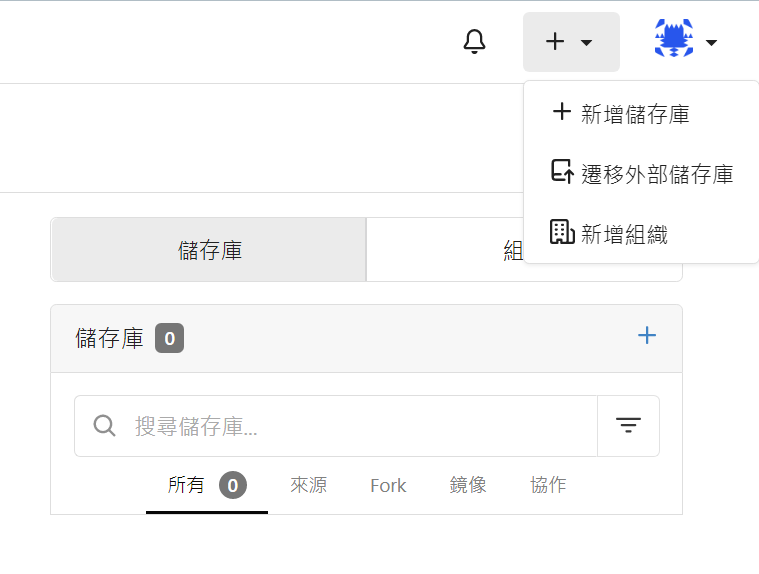 新增儲存庫
遷移外部儲存庫
新增組織
儲存庫
組
儲存庫 0
搜尋儲存庫...
所有 0 來源 Fork 鏡像 協作